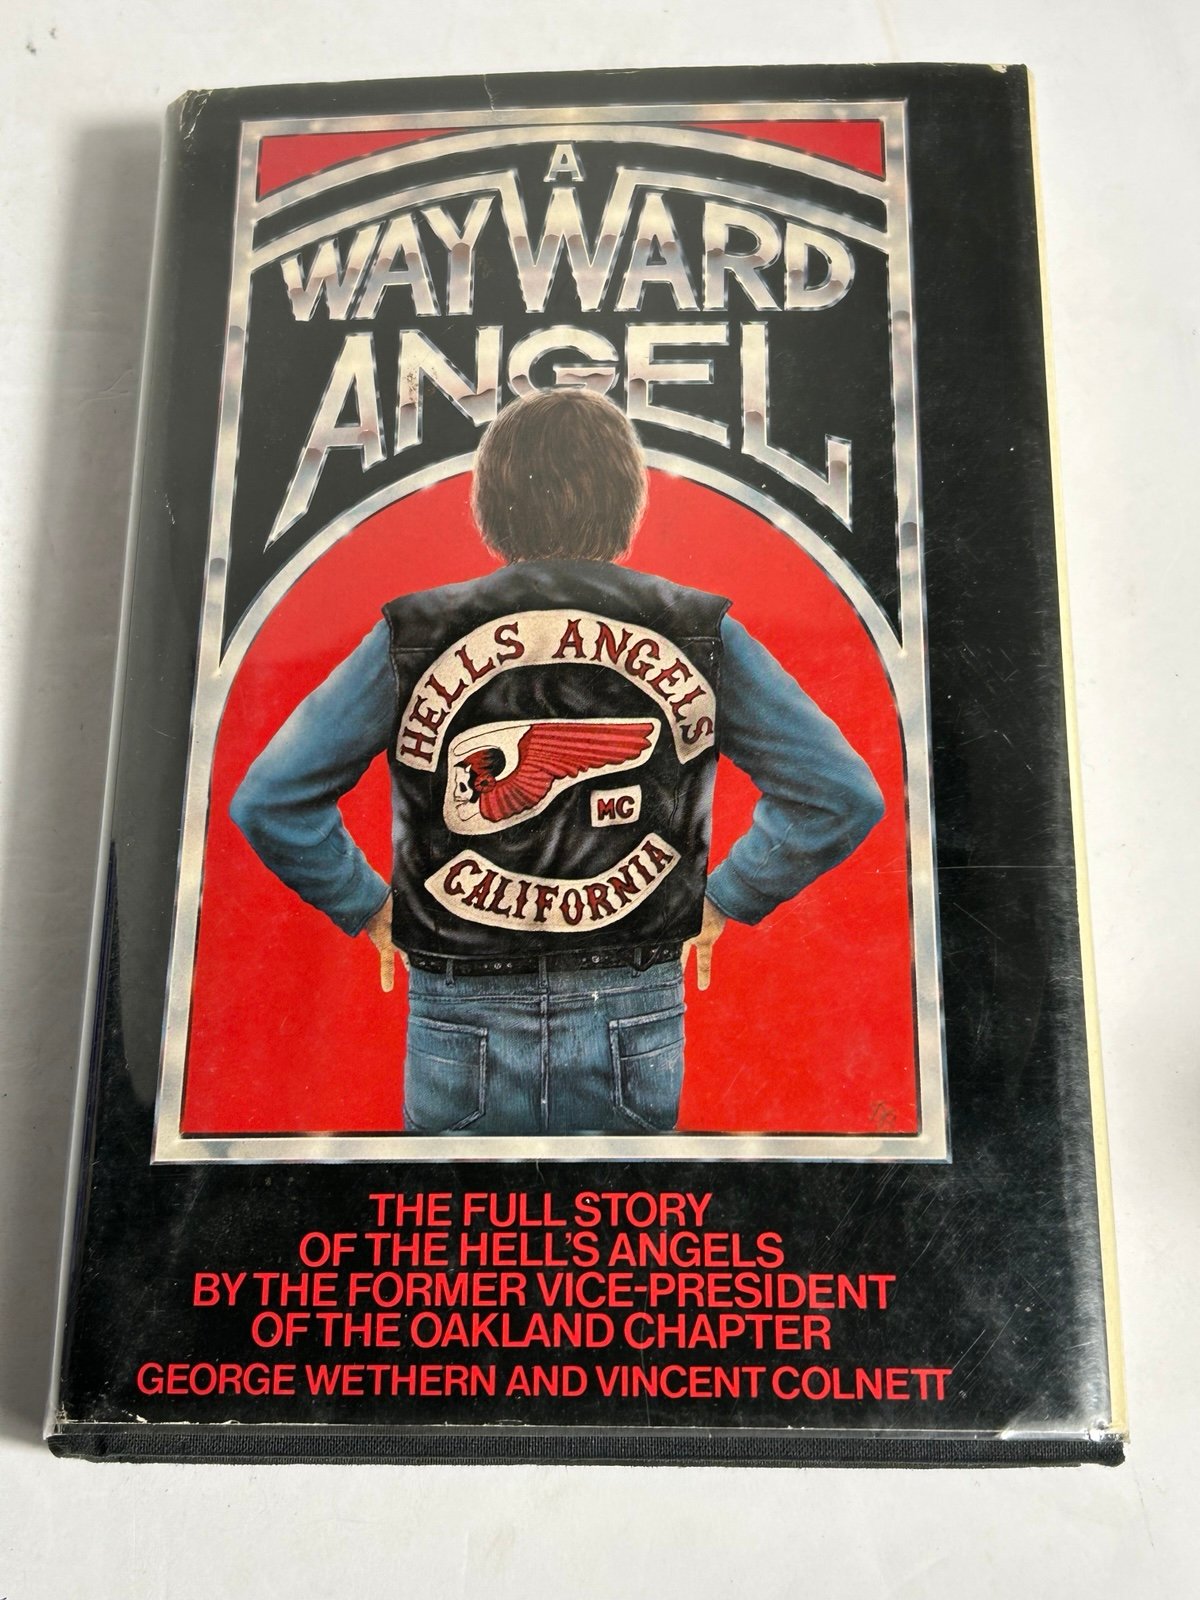 A
WAYWARD
ANGEL
HELLS ANGELS
MC
CALIFORNIA
THE FULL STORY
OF THE HELL'S ANGELS
BY THE FORMER VICE-PRESIDENT
OF THE OAKLAND CHAPTER
GEORGE WETHERN AND VINCENT COLNETT